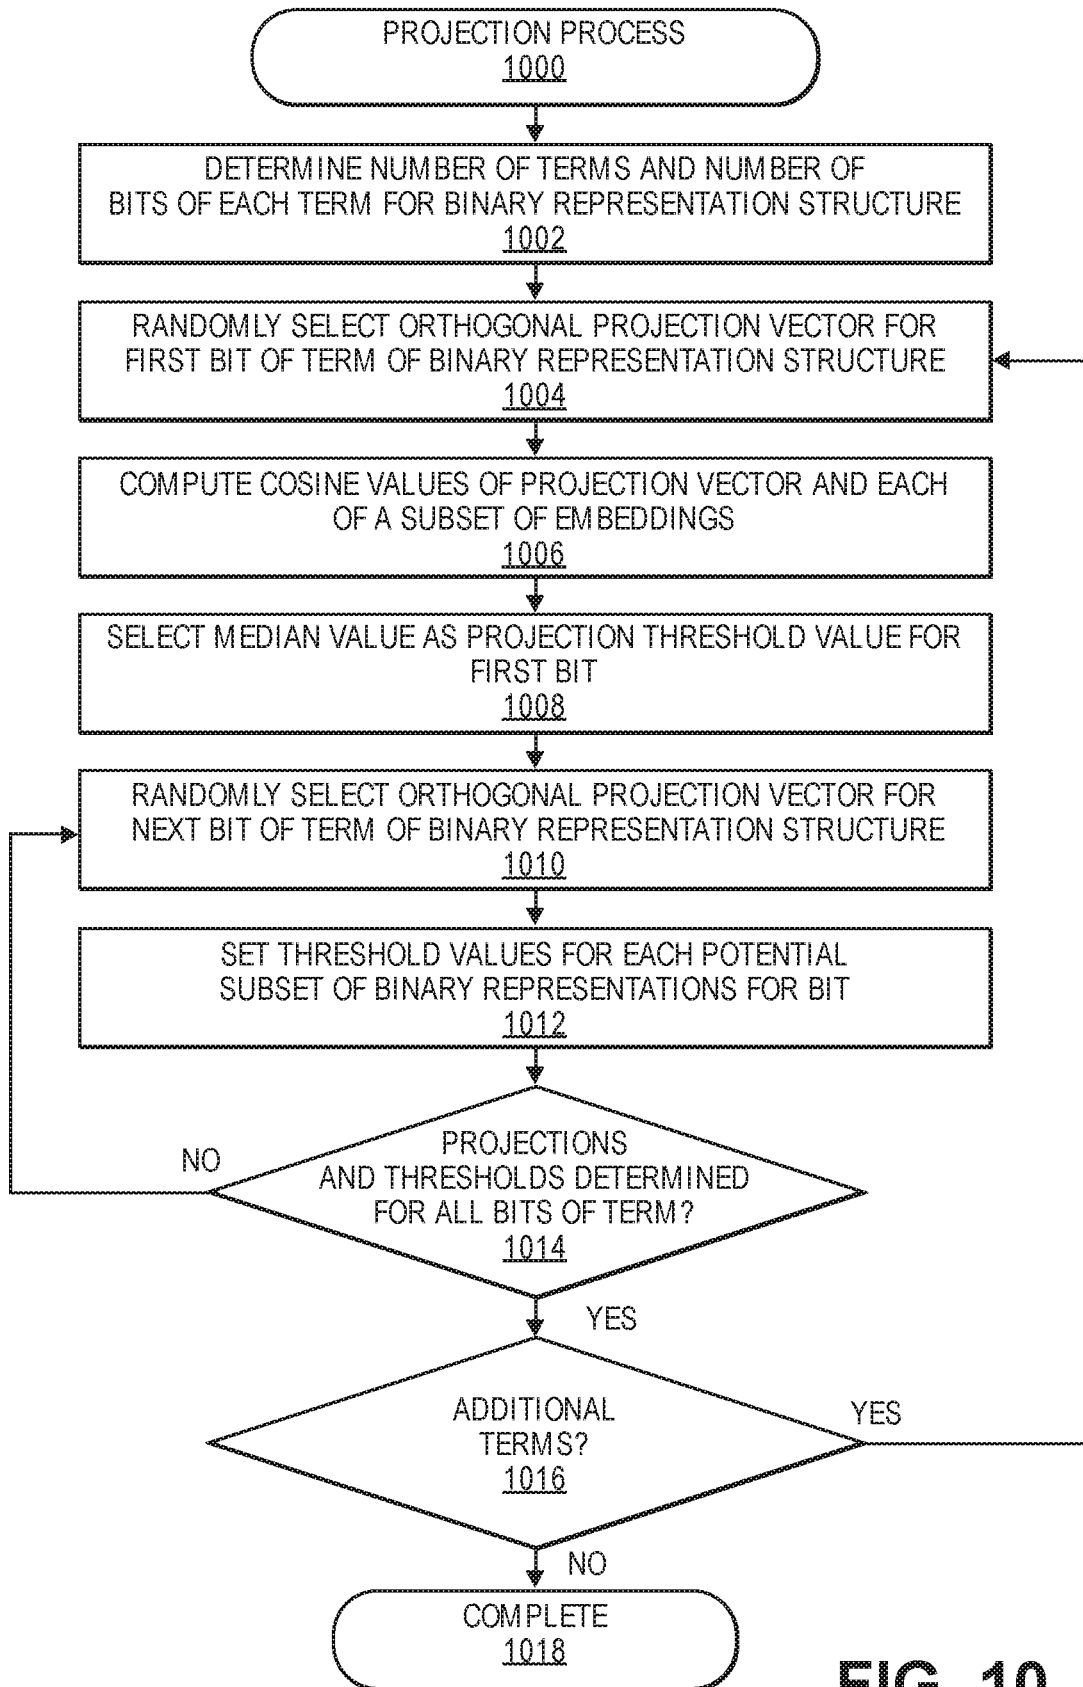 PROJECTION PROCESS
1000
DETERMINE NUMBER OF TERMS AND NUMBER OF
BITS OF EACH TERM FOR BINARY REPRESENTATION STRUCTURE
1002
RANDOMLY SELECT ORTHOGONAL PROJECTION VECTOR FOR
FIRST BIT OF TERM OF BINARY REPRESENTATION STRUCTURE
1004
COMPUTE COSINE VALUES OF PROJECTION VECTOR AND EACH
OF A SUBSET OF EMBEDDINGS
1006
SELECT MEDIAN VALUE AS PROJECTION THRESHOLD VALUE FOR
FIRST BIT
1008
RANDOMLY SELECT ORTHOGONAL PROJECTION VECTOR FOR
NEXT BIT OF TERM OF BINARY REPRESENTATION STRUCTURE
1010
SET THRESHOLD VALUES FOR EACH POTENTIAL
SUBSET OF BINARY REPRESENTATIONS FOR BIT
1012
PROJECTIONS
AND THRESHOLDS DETERMINED
FOR ALL BITS OF TERM?
1014
NO
YES
ADDITIONAL
TERMS?
1016
YES
NO
COMPLETE
1018
FIG. 10